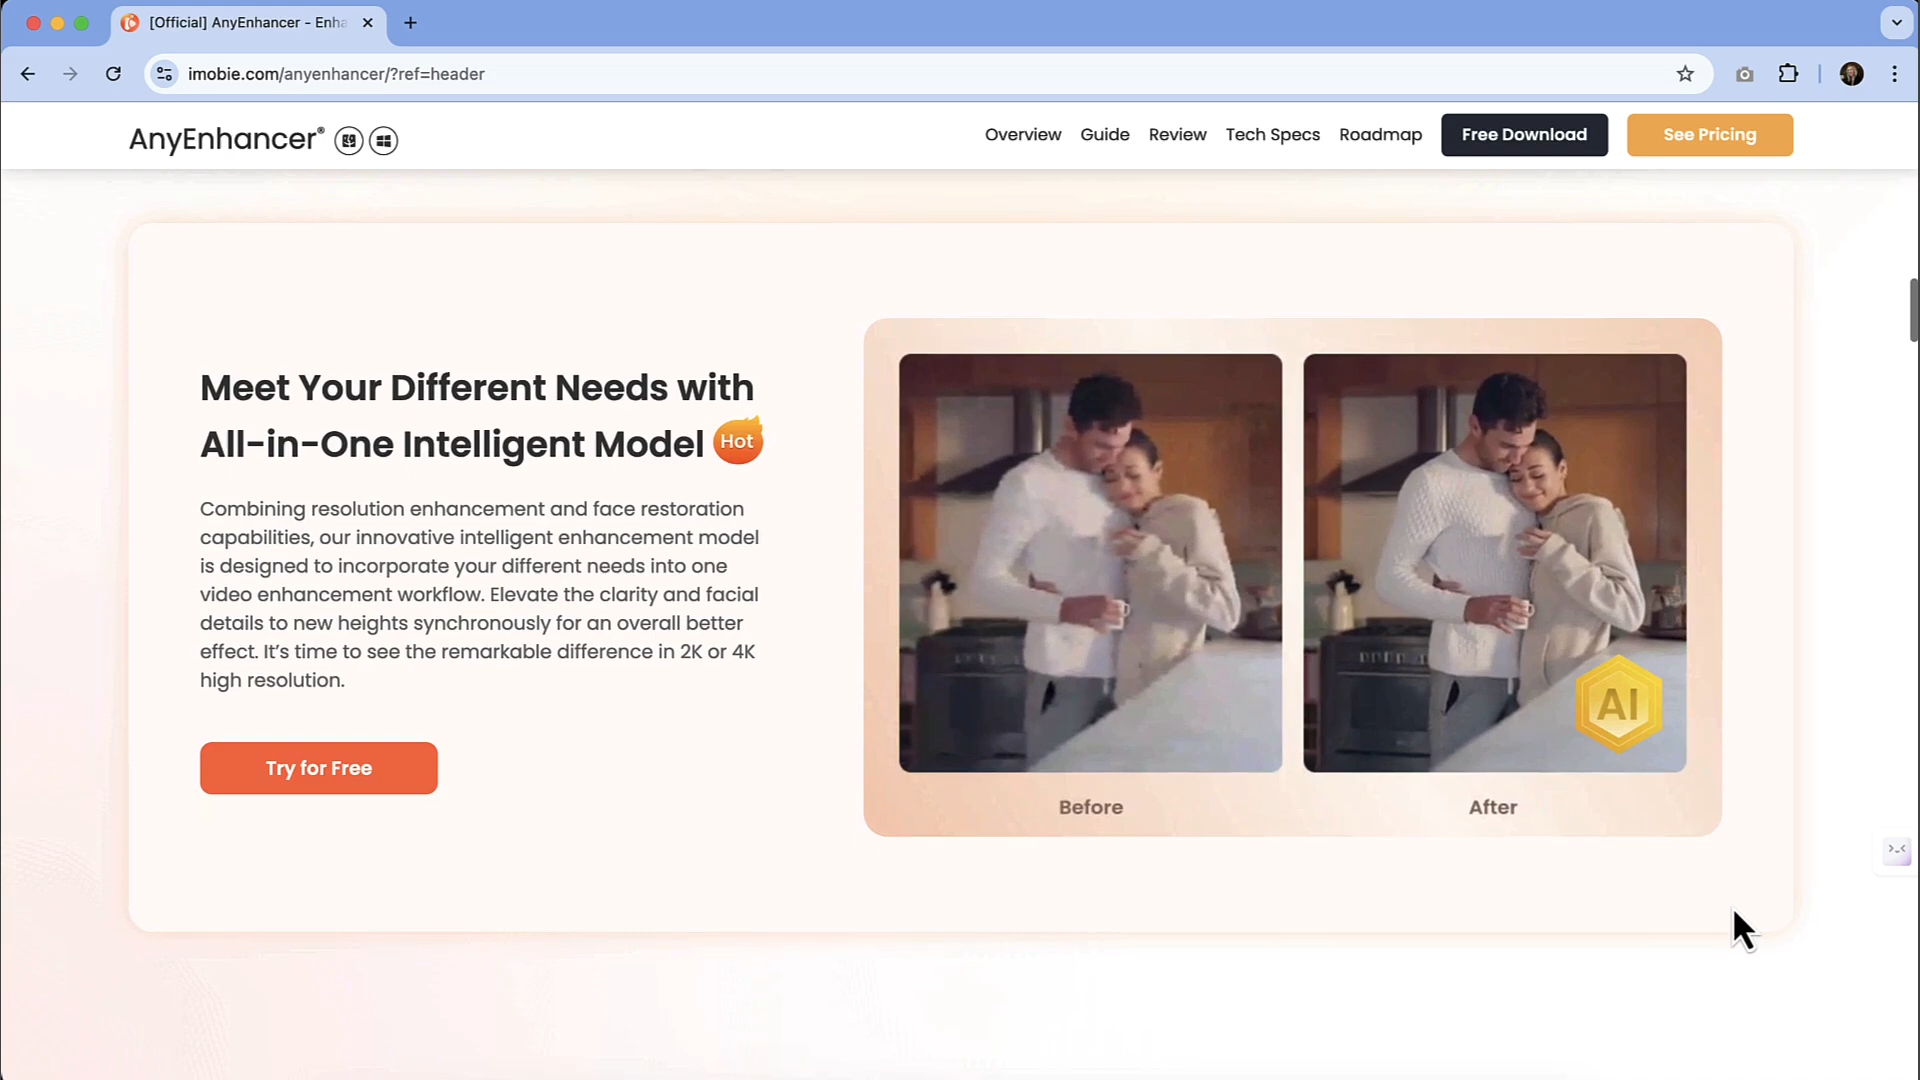 [Official] AnyEnhancer - Enha
imobie.com/anyenhancer/?ref=header
AnyEnhancer®
Overview
Guide
Review
Tech Specs
Roadmap
Free Download
See Pricing
Meet Your Different Needs with
All-in-One Intelligent Model Hot
Combining resolution enhancement and face restoration
capabilities, our innovative intelligent enhancement model
is designed to incorporate your different needs into one
video enhancement workflow. Elevate the clarity and facial
details to new heights synchronously for an overall better
effect. It’s time to see the remarkable difference in 2K or 4K
high resolution.
Try for Free
AI
Before
After